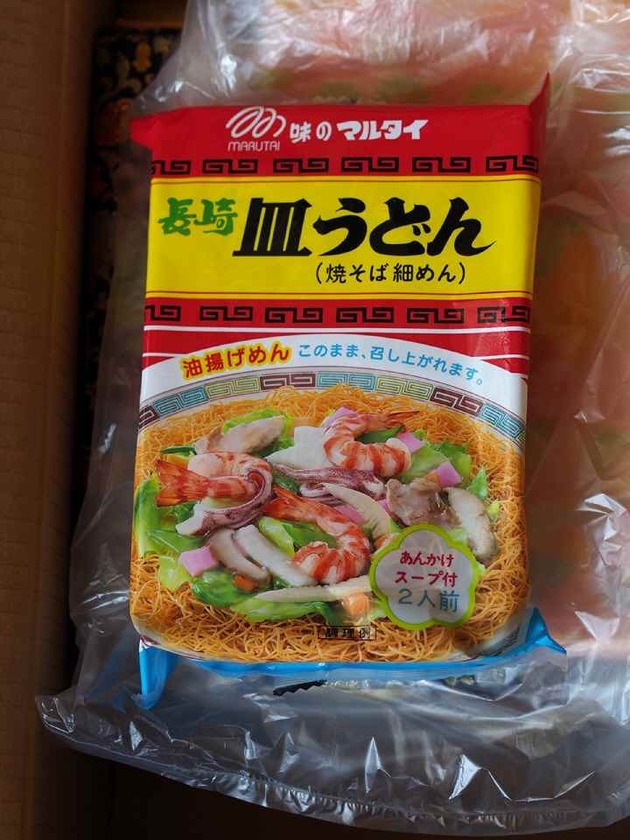 MARUTAI
味のマルタイ
長崎
皿うどん
(焼そば細めん)
油揚げめん このまま、召し上がれます。
あんかけ
スープ付
2人前
調理例